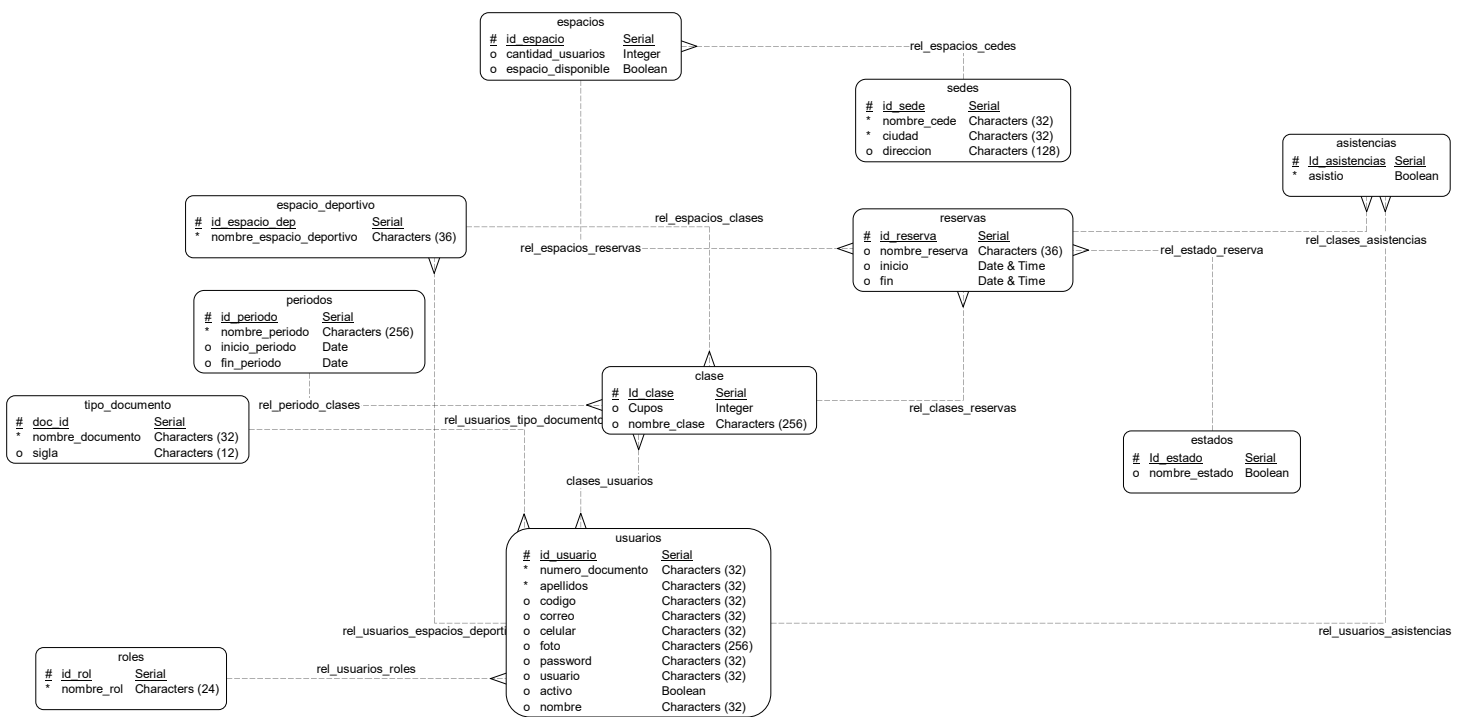 espacios
# id_espacio Serial
o cantidad_usuarios Integer
o espacio_disponible Boolean
rel_espacios_cedes
sedes
# id_sede Serial
* nombre_cede Characters (32)
* ciudad Characters (32)
o direccion Characters (128)
asistencias
# Id_asistencias Serial
* asistio Boolean
espacio_deportivo
# id_espacio_dep Serial
* nombre_espacio_deportivo Characters (36)
rel_espacios_clases
rel_espacios_reservas
reservas
# id_reserva Serial
o nombre_reserva Characters (36)
o inicio Date & Time
o fin Date & Time
rel_clases_asistencias
rel_estado_reserva
periodos
# id_periodo Serial
* nombre_periodo Characters (256)
o inicio_periodo Date
o fin_periodo Date
rel_periodo_clases
clase
# Id_clase Serial
o Cupos Integer
o nombre_clase Characters (256)
rel_clases_reservas
tipo_documento
# doc_id Serial
* nombre_documento Characters (32)
o sigla Characters (12)
rel_usuarios_tipo_documento
estados
# Id_estado Serial
o nombre_estado Boolean
clases_usuarios
usuarios
# id_usuario Serial
* numero_documento Characters (32)
* apellidos Characters (32)
o codigo Characters (32)
o correo Characters (32)
o celular Characters (32)
o foto Characters (256)
o password Characters (32)
o usuario Characters (32)
o activo Boolean
o nombre Characters (32)
rel_usuarios_espacios_deporti
rel_usuarios_asistencias
roles
# id_rol Serial
* nombre_rol Characters (24)
rel_usuarios_roles